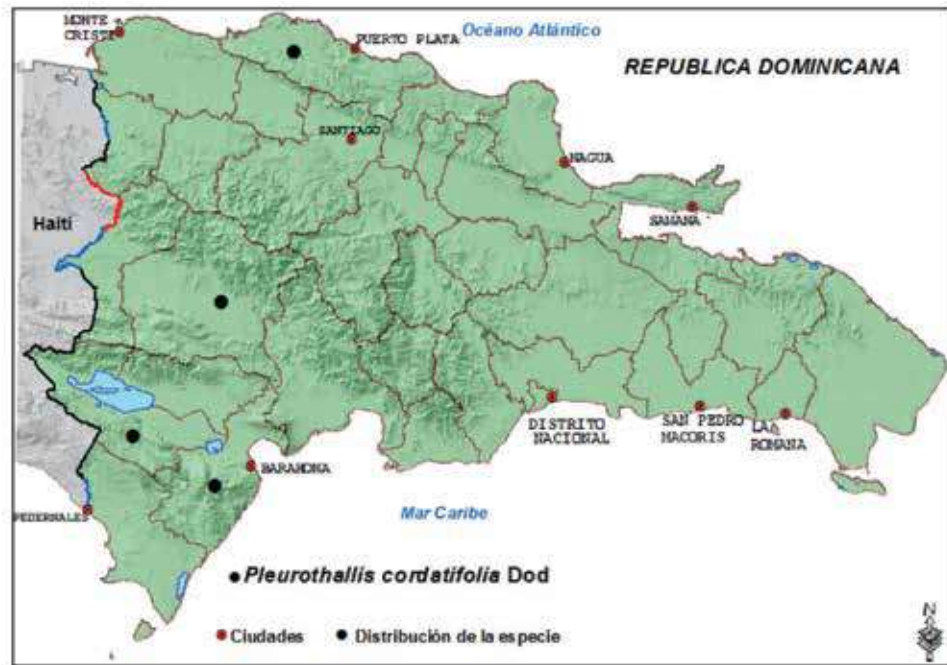 MONTE
CRISTI
Océano Atlántico
PUERTO PLATA
REPUBLICA DOMINICANA
SANTIAGO
NAGUA
SAMANA
Haití
DISTRITO
NACIONAL
SAN PEDRO
MACORIS
LA
ROMANA
BARAHONA
PEDERNALES
Mar Caribe
Pleurothallis cordatifolia Dod
Ciudades
Distribución de la especie
N